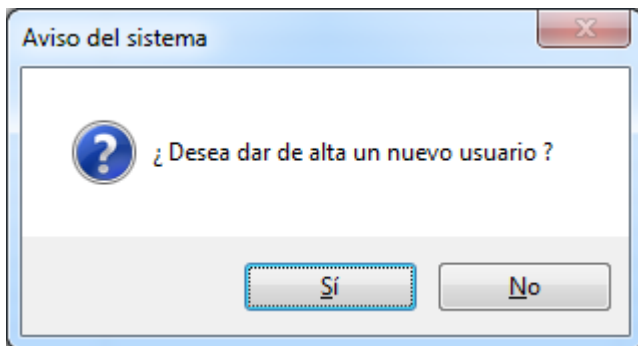 Aviso del sistema
¿ Desea dar de alta un nuevo usuario ?
Sí
No